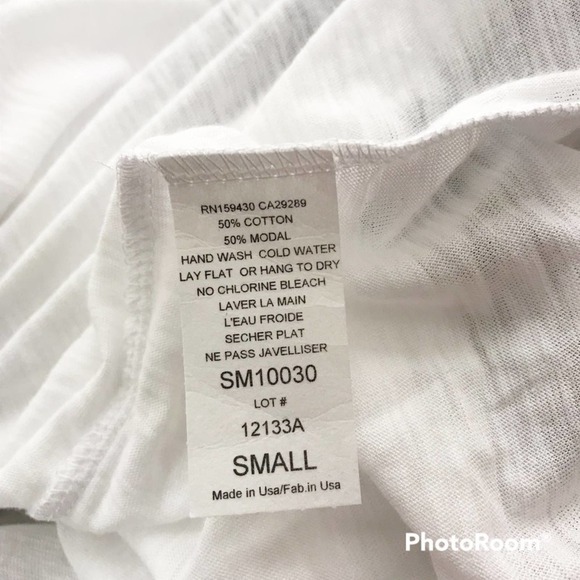 RN159430 CA29289
50% COTTON
50% MODAL
HAND WASH COLD WATER
LAY FLAT OR HANG TO DRY
NO CHLORINE BLEACH
LAVER LA MAIN
L'EAU FROIDE
SECHER PLAT
NE PASS JAVELLISER
SM10030
LOT #
12133A
SMALL
Made in Usa/Fab.in Usa
PhotoRoom